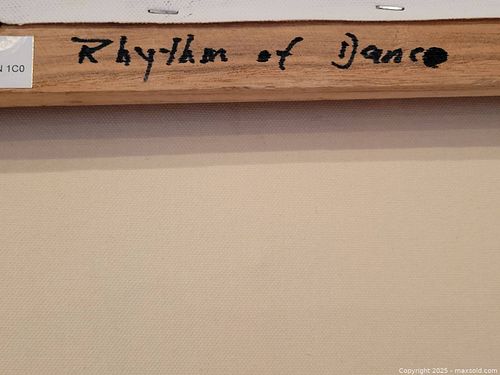 Rhythm of Dance
N 1C0
Copyright 2025 - maxsold.com